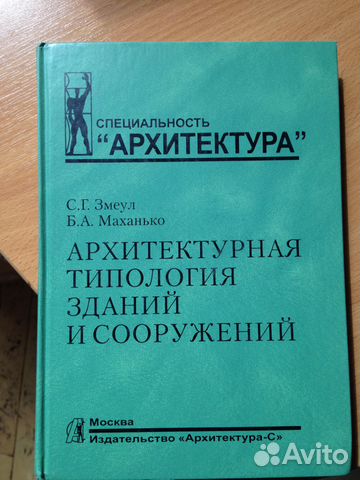 СПЕЦИАЛЬНОСТЬ
"АРХИТЕКТУРА"
С.Г. Змеул
Б.А. Маханько
АРХИТЕКТУРНАЯ
ТИПОЛОГИЯ
ЗДАНИЙ
И СООРУЖЕНИЙ
Москва
Издательство «Архитектура-С»
Avito